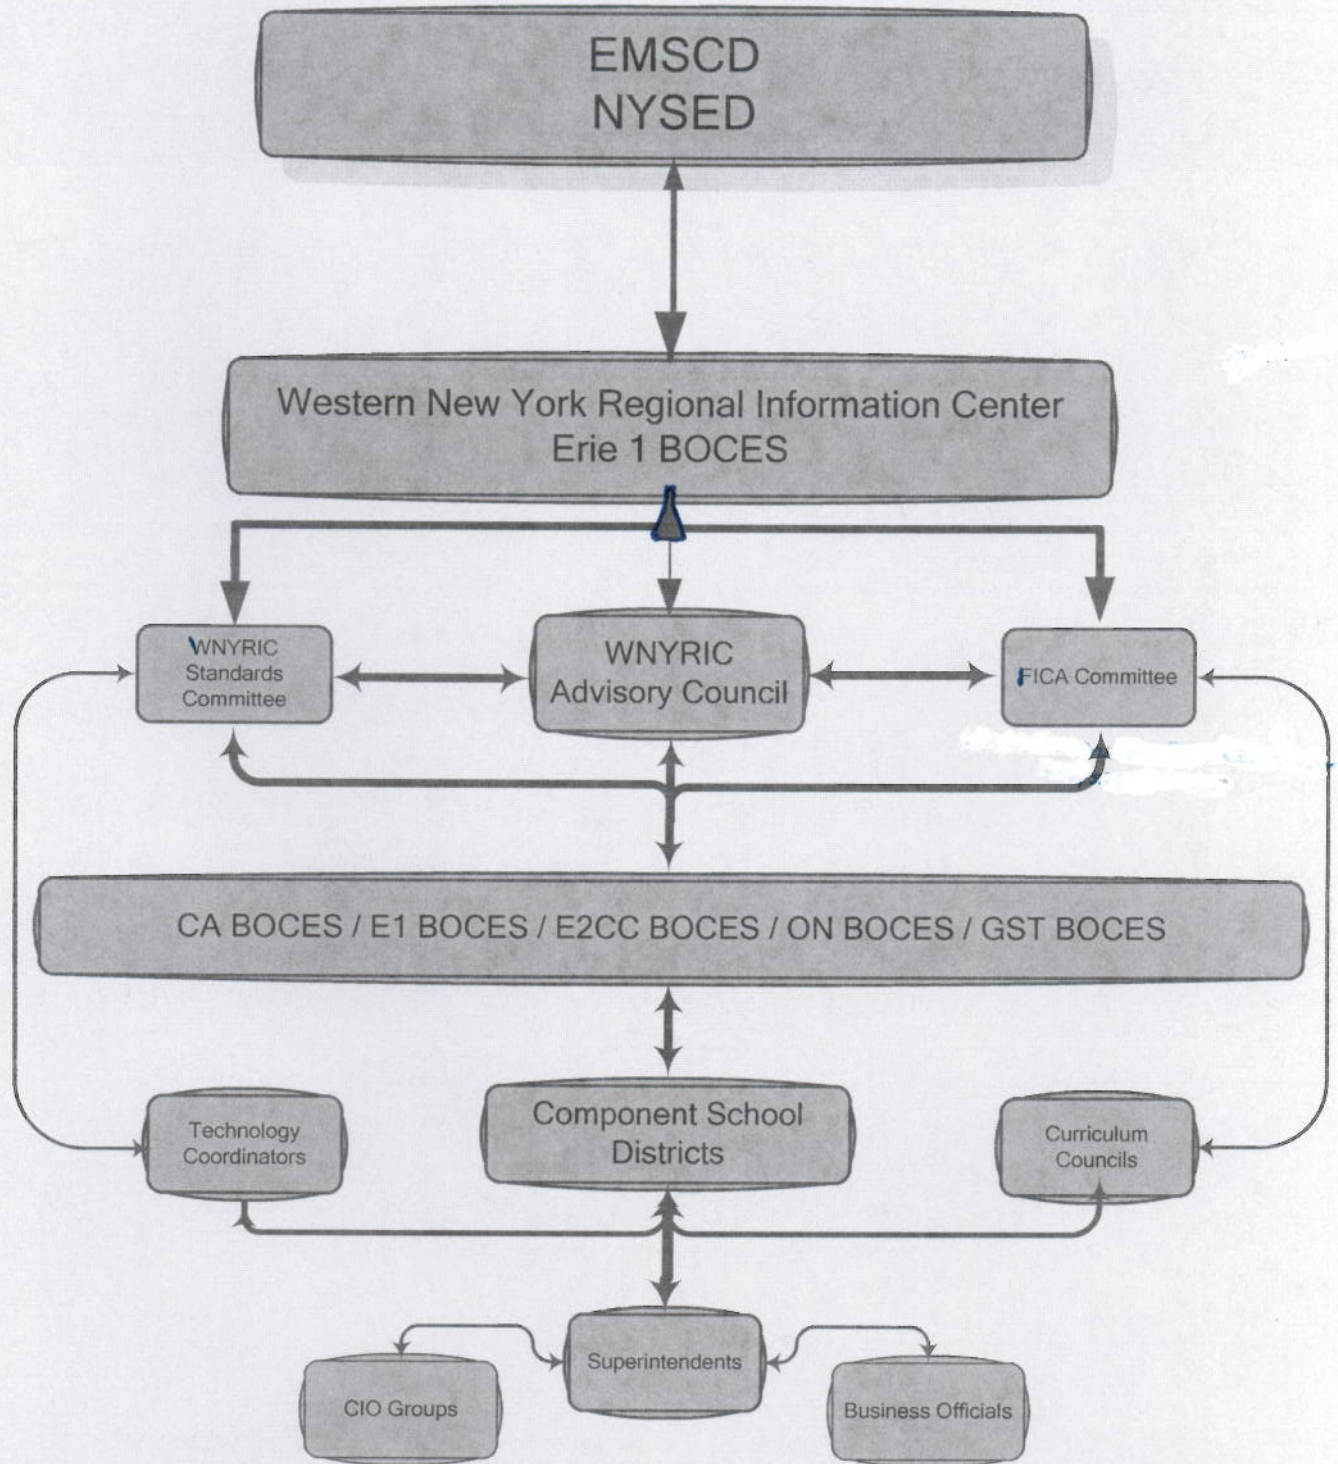 EMSCD
NYSED
Western New York Regional Information Center
Erie 1 BOCES
WNYRIC
Standards
Committee
WNYRIC
Advisory Council
FICA Committee
CA BOCES / E1 BOCES / E2CC BOCES / ON BOCES / GST BOCES
Technology
Coordinators
Component School
Districts
Curriculum
Councils
Superintendents
CIO Groups
Business Officials